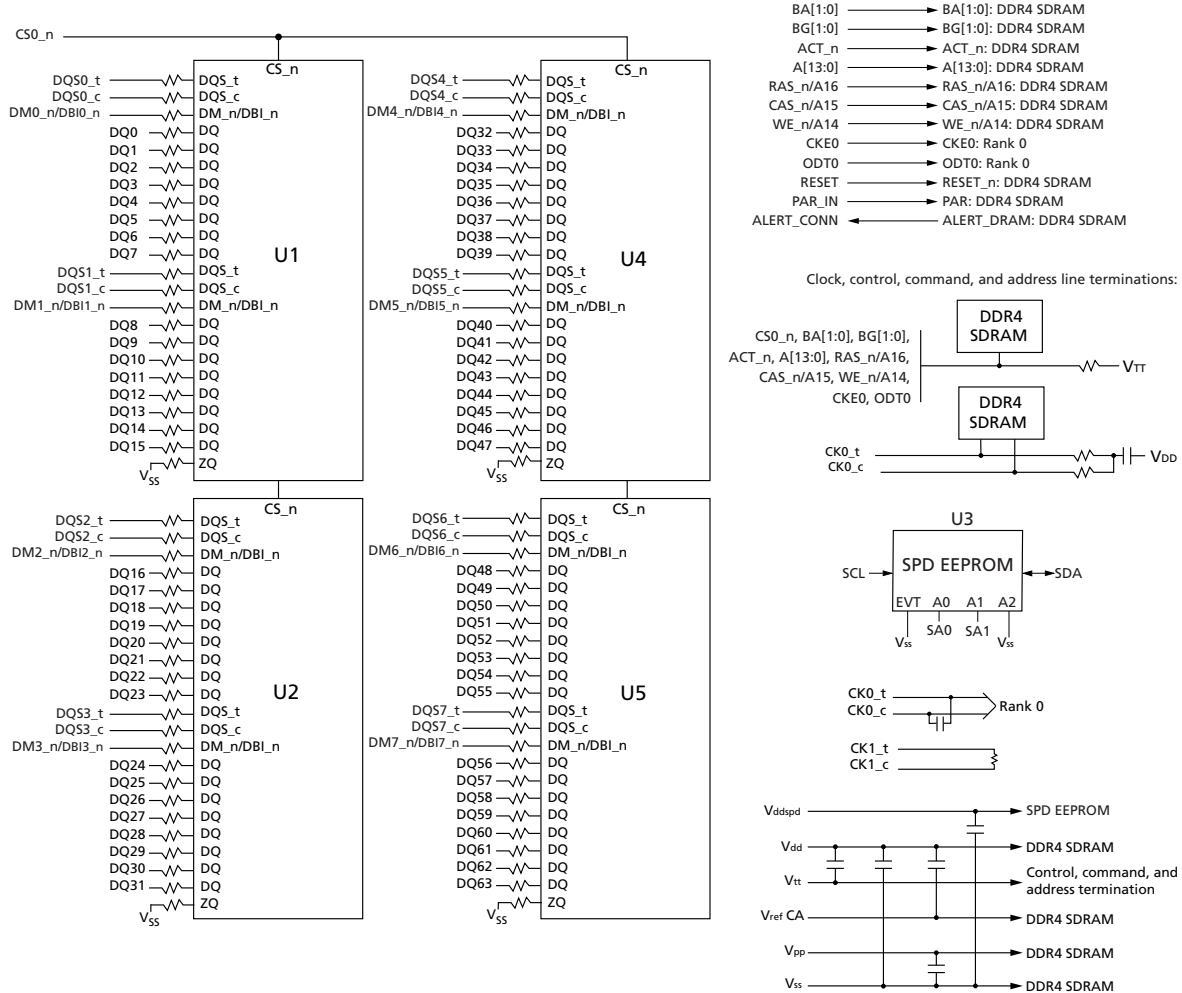 CS0_n
CS_n
DQS0_t DQS_t
DQS0_c DQS_c
DM0_n/DBI0_n DM_n/DBI_n
DQ0 DQ
DQ1 DQ
DQ2 DQ
DQ3 DQ
DQ4 DQ
DQ5 DQ
DQ6 DQ
DQ7 DQ
U1
DQS1_t DQS_t
DQS1_c DQS_c
DM1_n/DBI1_n DM_n/DBI_n
DQ8 DQ
DQ9 DQ
DQ10 DQ
DQ11 DQ
DQ12 DQ
DQ13 DQ
DQ14 DQ
DQ15 DQ
VSS ZQ
CS_n
DQS2_t DQS_t
DQS2_c DQS_c
DM2_n/DBI2_n DM_n/DBI_n
DQ16 DQ
DQ17 DQ
DQ18 DQ
DQ19 DQ
DQ20 DQ
DQ21 DQ
DQ22 DQ
DQ23 DQ
U2
DQS3_t DQS_t
DQS3_c DQS_c
DM3_n/DBI3_n DM_n/DBI_n
DQ24 DQ
DQ25 DQ
DQ26 DQ
DQ27 DQ
DQ28 DQ
DQ29 DQ
DQ30 DQ
DQ31 DQ
VSS ZQ
CS_n
DQS4_t DQS_t
DQS4_c DQS_c
DM4_n/DBI4_n DM_n/DBI_n
DQ32 DQ
DQ33 DQ
DQ34 DQ
DQ35 DQ
DQ36 DQ
DQ37 DQ
DQ38 DQ
DQ39 DQ
U4
DQS5_t DQS_t
DQS5_c DQS_c
DM5_n/DBI5_n DM_n/DBI_n
DQ40 DQ
DQ41 DQ
DQ42 DQ
DQ43 DQ
DQ44 DQ
DQ45 DQ
DQ46 DQ
DQ47 DQ
VSS ZQ
CS_n
DQS6_t DQS_t
DQS6_c DQS_c
DM6_n/DBI6_n DM_n/DBI_n
DQ48 DQ
DQ49 DQ
DQ50 DQ
DQ51 DQ
DQ52 DQ
DQ53 DQ
DQ54 DQ
DQ55 DQ
U5
DQS7_t DQS_t
DQS7_c DQS_c
DM7_n/DBI7_n DM_n/DBI_n
DQ56 DQ
DQ57 DQ
DQ58 DQ
DQ59 DQ
DQ60 DQ
DQ61 DQ
DQ62 DQ
DQ63 DQ
VSS ZQ
BA[1:0] BA[1:0]: DDR4 SDRAM
BG[1:0] BG[1:0]: DDR4 SDRAM
ACT_n ACT_n: DDR4 SDRAM
A[13:0] A[13:0]: DDR4 SDRAM
RAS_n/A16 RAS_n/A16: DDR4 SDRAM
CAS_n/A15 CAS_n/A15: DDR4 SDRAM
WE_n/A14 WE_n/A14: DDR4 SDRAM
CKE0 CKE0: Rank 0
ODT0 ODT0: Rank 0
RESET RESET_n: DDR4 SDRAM
PAR_IN PAR: DDR4 SDRAM
ALERT_CONN ALERT_DRAM: DDR4 SDRAM
Clock, control, command, and address line terminations:
DDR4
SDRAM
CS0_n, BA[1:0], BG[1:0],
ACT_n, A[13:0], RAS_n/A16,
CAS_n/A15, WE_n/A14,
CKE0, ODT0
VTT
DDR4
SDRAM
CK0_t
CK0_c
VDD
U3
SCL SPD EEPROM SDA
EVT A0 A1 A2
Vss SA0 SA1 Vss
CK0_t
CK0_c
Rank 0
CK1_t
CK1_c
Vddspd SPD EEPROM
Vdd DDR4 SDRAM
Vtt Control, command, and
address termination
Vref CA DDR4 SDRAM
Vpp DDR4 SDRAM
Vss DDR4 SDRAM